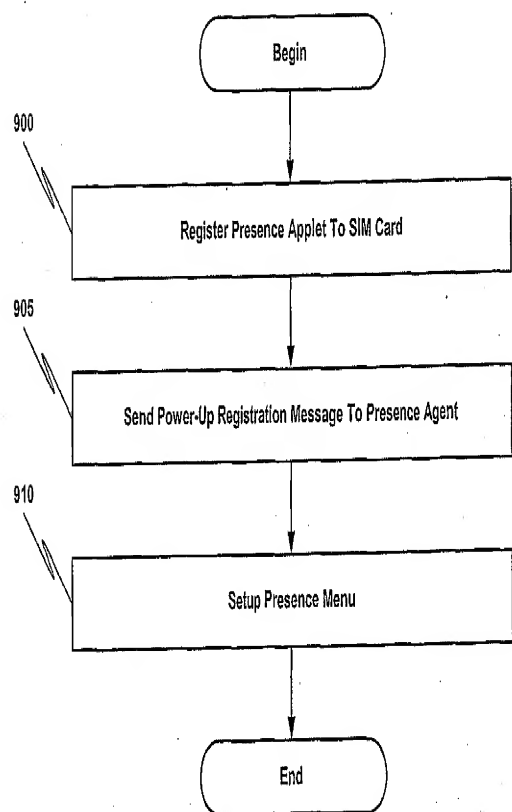 Begin
900
Register Presence Applet To SIM Card
905
Send Power-Up Registration Message To Presence Agent
910
Setup Presence Menu
End